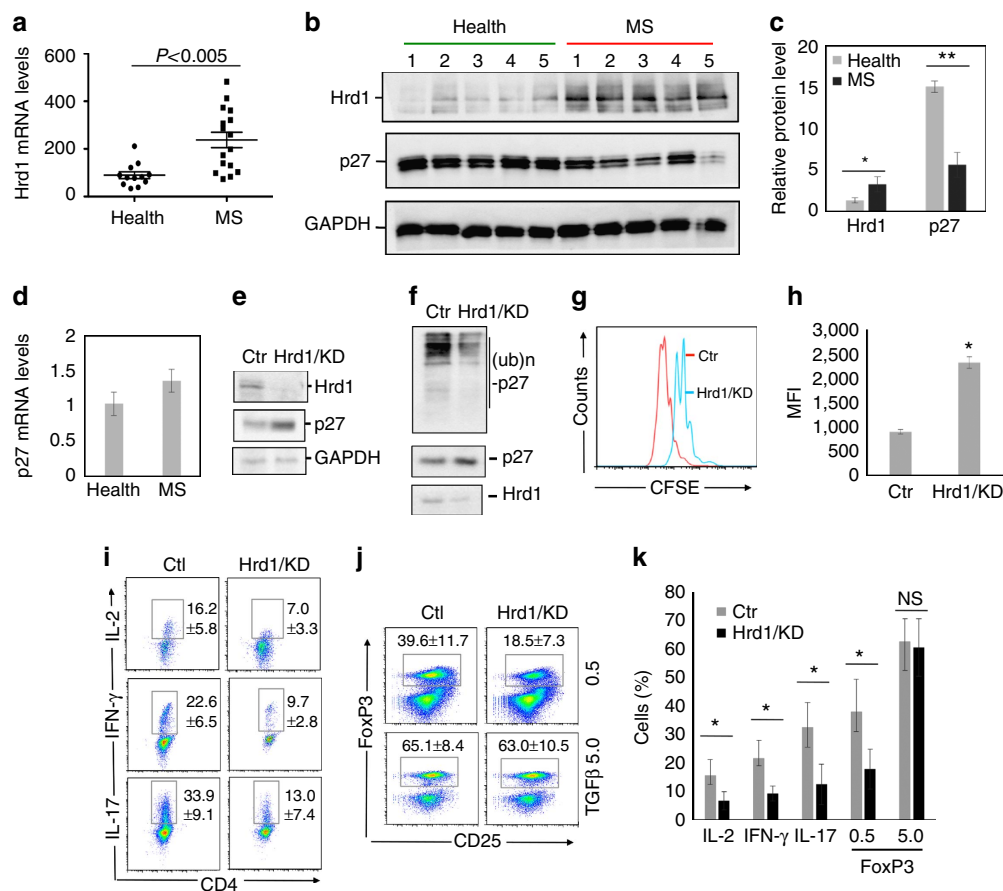 a
P<0.005
Hrd1 mRNA levels
600
400
200
0
Health
MS
b
Health
MS
1 2 3 4 5 1 2 3 4 5
Hrd1
p27
GAPDH
c
Relative protein level
20
15
10
5
0
Health
MS
*
**
Hrd1
p27
d
p27 mRNA levels
2
1.5
1
0.5
0
Health
MS
e
Ctr Hrd1/KD
Hrd1
p27
GAPDH
f
Ctr Hrd1/KD
(ub)n
-p27
p27
Hrd1
g
Counts
Ctr
Hrd1/KD
CFSE
h
MFI
3,000
2,500
2,000
1,500
1,000
500
0
*
Ctr
Hrd1/KD
i
Ctl
Hrd1/KD
IL-2
16.2
±5.8
7.0
±3.3
IFN-γ
22.6
±6.5
9.7
±2.8
IL-17
33.9
±9.1
13.0
±7.4
CD4
j
Ctl
Hrd1/KD
39.6±11.7
18.5±7.3
0.5
65.1±8.4
63.0±10.5
TGFβ 5.0
FoxP3
CD25
k
Cells (%)
80
70
60
50
40
30
20
10
0
Ctr
Hrd1/KD
*
*
*
*
NS
IL-2
IFN-γ
IL-17
0.5
5.0
FoxP3